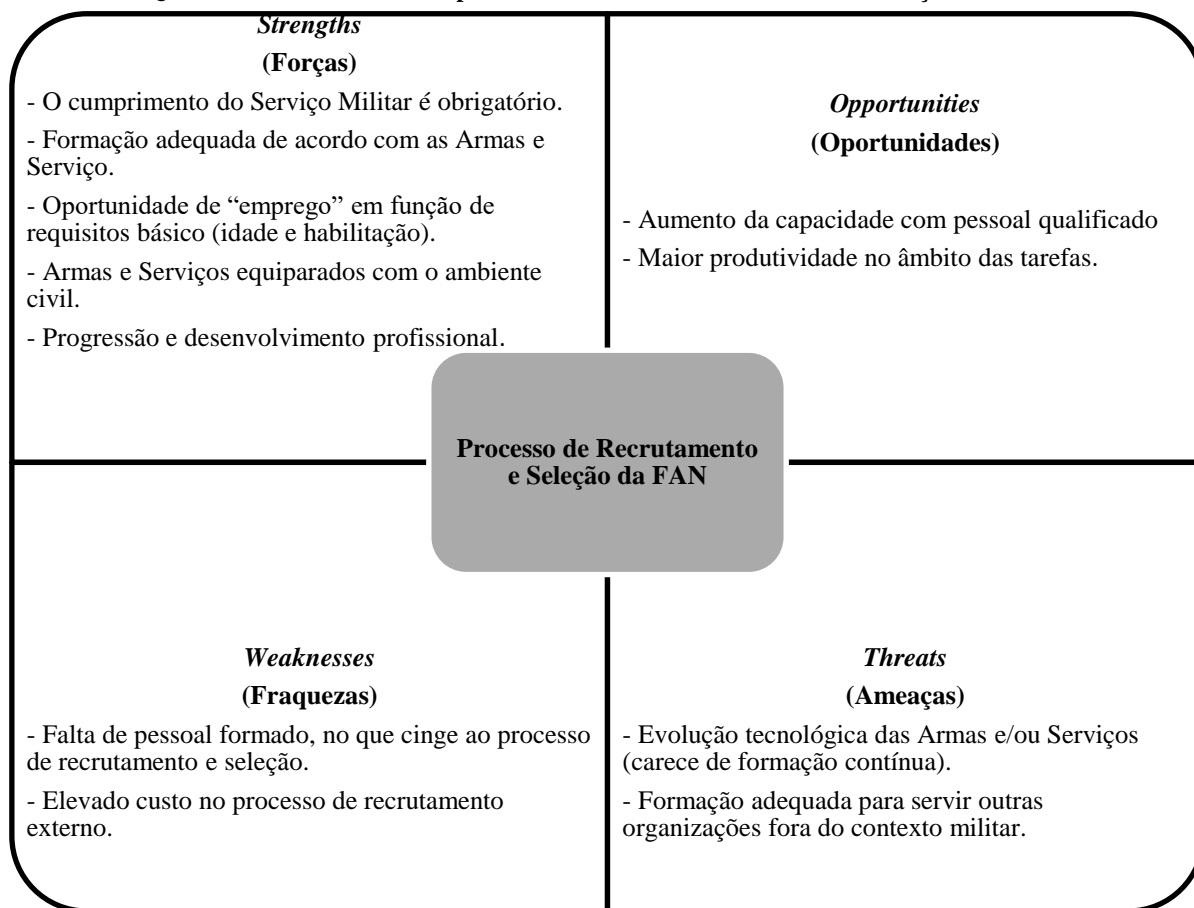 Strengths
(Forças)
- O cumprimento do Serviço Militar é obrigatório.
- Formação adequada de acordo com as Armas e
Serviço.
- Oportunidade de “emprego” em função de
requisitos básico (idade e habilitação).
- Armas e Serviços equiparados com o ambiente
civil.
- Progressão e desenvolvimento profissional.
Opportunities
(Oportunidades)
- Aumento da capacidade com pessoal qualificado
- Maior produtividade no âmbito das tarefas.
Processo de Recrutamento
e Seleção da FAN
Weaknesses
(Fraquezas)
- Falta de pessoal formado, no que cinge ao processo
de recrutamento e seleção.
- Elevado custo no processo de recrutamento
externo.
Threats
(Ameaças)
- Evolução tecnológica das Armas e/ou Serviços
(carece de formação contínua).
- Formação adequada para servir outras
organizações fora do contexto militar.